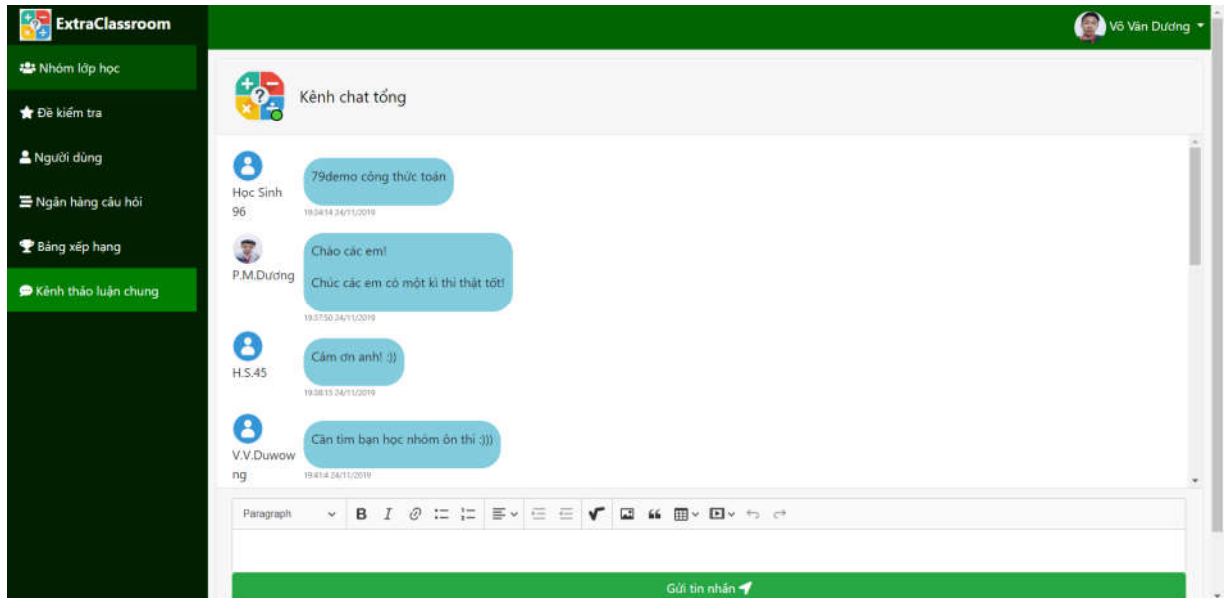 ExtraClassroom
Võ Văn Dương
Nhóm lớp học
Đề kiểm tra
Người dùng
Ngân hàng câu hỏi
Bảng xếp hạng
Kênh thảo luận chung
Kênh chat tổng
Học Sinh
96
79demo công thức toán
19:04:14 24/11/2019
P.M.Dương
Chào các em!
Chúc các em có một kì thi thật tốt!
19:37:50 24/11/2019
H.S.45
Cảm ơn anh! :))
19:38:15 24/11/2019
V.V.Duwow
ng
Cần tìm bạn học nhóm ôn thi :)))
19:41:4 24/11/2019
Paragraph
Gửi tin nhắn